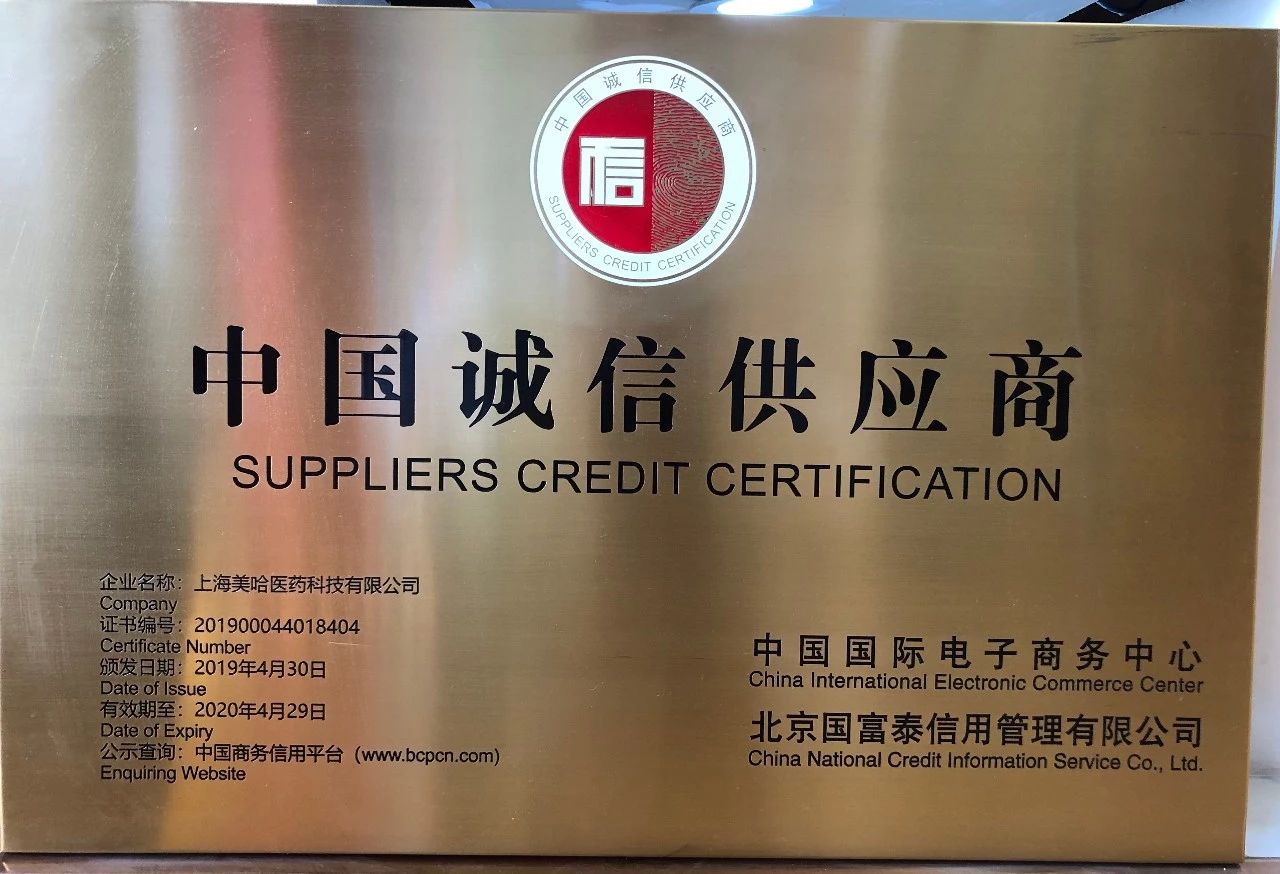 中国诚信供应商
信
SUPPLIERS CREDIT CERTIFICATION
中国诚信供应商
SUPPLIERS CREDIT CERTIFICATION
企业名称：上海美哈医药科技有限公司
Company
证书编号：201900044018404
Certificate Number
颁发日期：2019年4月30日
Date of Issue
有效期至：2020年4月29日
Date of Expiry
公示查询：中国商务信用平台（www.bcpcn.com）
Enquiring Website
中国国际电子商务中心
China International Electronic Commerce Center
北京国富泰信用管理有限公司
China National Credit Information Service Co., Ltd.